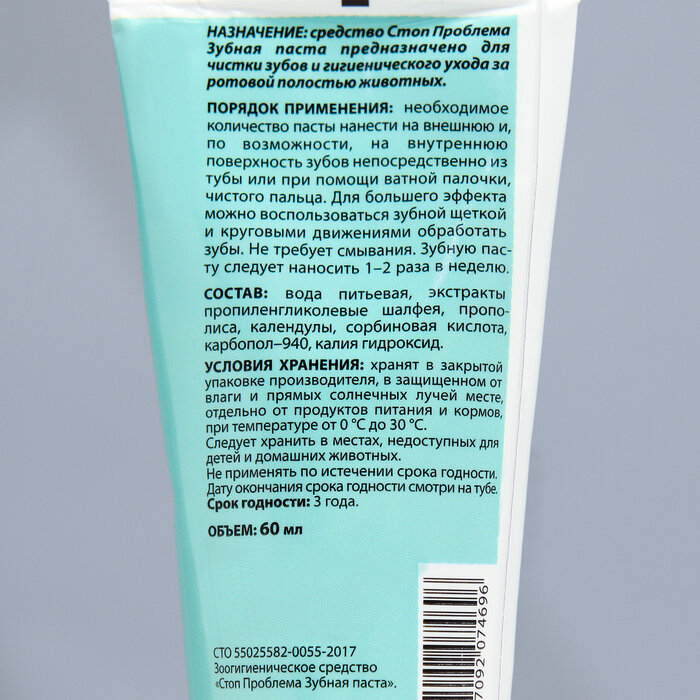 НАЗНАЧЕНИЕ: средство Стоп Проблема
Зубная паста предназначено для
чистки зубов и гигиенического ухода за
ротовой полостью животных.
ПОРЯДОК ПРИМЕНЕНИЯ: необходимое
количество пасты нанести на внешнюю и,
по возможности, на внутреннюю
поверхность зубов непосредственно из
тубы или при помощи ватной палочки,
чистого пальца. Для большего эффекта
можно воспользоваться зубной щеткой
и круговыми движениями обработать
зубы. Не требует смывания. Зубную пас-
ту следует наносить 1–2 раза в неделю.
СОСТАВ: вода питьевая, экстракты
пропиленгликолевые шалфея, пропо-
лиса, календулы, сорбиновая кислота,
карбопол–940, калия гидроксид.
УСЛОВИЯ ХРАНЕНИЯ: хранят в закрытой
упаковке производителя, в защищенном от
влаги и прямых солнечных лучей месте,
отдельно от продуктов питания и кормов,
при температуре от 0 °С до 30 °С.
Следует хранить в местах, недоступных для
детей и домашних животных.
Не применять по истечении срока годности.
Дату окончания срока годности смотри на тубе.
Срок годности: 3 года.
ОБЪЕМ: 60 мл
СТО 55025582-0055-2017
Зоогигиеническое средство
«Стоп Проблема Зубная паста».
7092 074696